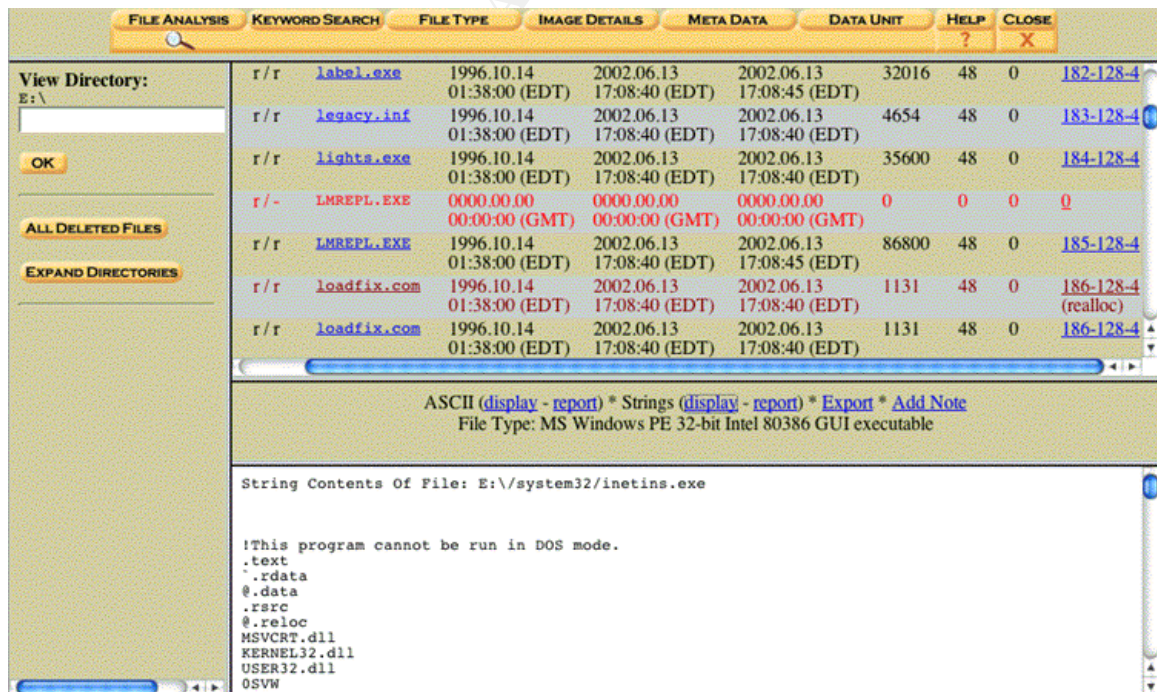 FILE ANALYSIS KEYWORD SEARCH FILE TYPE IMAGE DETAILS META DATA DATA UNIT HELP CLOSE
? X
View Directory:
E:\
OK
ALL DELETED FILES
EXPAND DIRECTORIES
r/r label.exe 1996.10.14 2002.06.13 2002.06.13 32016 48 0 182-128-4
01:38:00 (EDT) 17:08:40 (EDT) 17:08:45 (EDT)
r/r legacy.inf 1996.10.14 2002.06.13 2002.06.13 4654 48 0 183-128-4
01:38:00 (EDT) 17:08:40 (EDT) 17:08:40 (EDT)
r/r lights.exe 1996.10.14 2002.06.13 2002.06.13 35600 48 0 184-128-4
01:38:00 (EDT) 17:08:40 (EDT) 17:08:40 (EDT)
r/- LMREPL.EXE 0000.00.00 0000.00.00 0000.00.00 0 0 0 0
00:00:00 (GMT) 00:00:00 (GMT) 00:00:00 (GMT)
r/r LMREPL.EXE 1996.10.14 2002.06.13 2002.06.13 86800 48 0 185-128-4
01:38:00 (EDT) 17:08:40 (EDT) 17:08:45 (EDT)
r/r loadfix.com 1996.10.14 2002.06.13 2002.06.13 1131 48 0 186-128-4
01:38:00 (EDT) 17:08:40 (EDT) 17:08:40 (EDT) (realloc)
r/r loadfix.com 1996.10.14 2002.06.13 2002.06.13 1131 48 0 186-128-4
01:38:00 (EDT) 17:08:40 (EDT) 17:08:40 (EDT)
ASCII (display - report) * Strings (display - report) * Export * Add Note
File Type: MS Windows PE 32-bit Intel 80386 GUI executable
String Contents Of File: E:\/system32/inetins.exe
!This program cannot be run in DOS mode.
.text
`.rdata
@.data
.rsrc
@.reloc
MSVCRT.dll
KERNEL32.dll
USER32.dll
0SVW